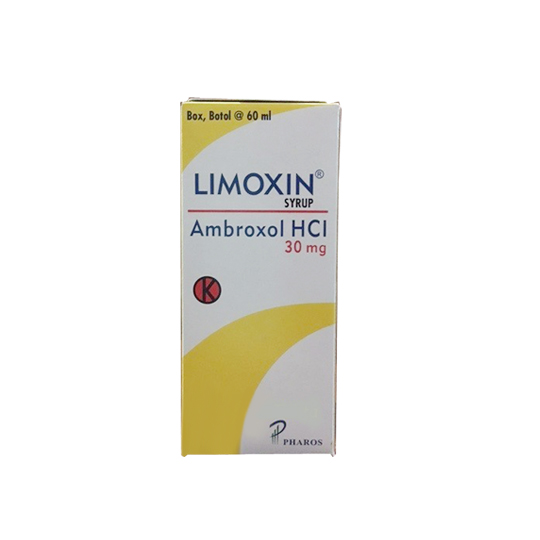 Box, Botol @ 60 ml
LIMOXIN®
SYRUP
Ambroxol HCl
30 mg
K
PHAROS